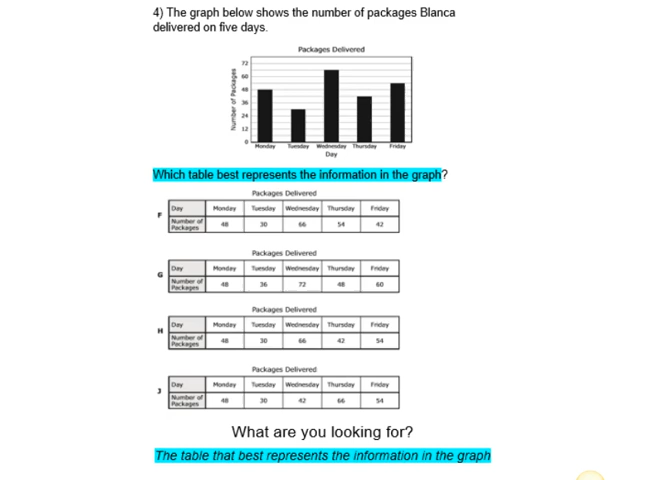 4) The graph below shows the number of packages Blanca
delivered on five days.
Packages Delivered
Number of Packages
72
60
48
36
24
12
0
Monday Tuesday Wednesday Thursday Friday
Day
Which table best represents the information in the graph?
Packages Delivered
F
Day Monday Tuesday Wednesday Thursday Friday
Number of Packages 48 30 66 54 42
Packages Delivered
G
Day Monday Tuesday Wednesday Thursday Friday
Number of Packages 48 36 72 48 60
Packages Delivered
H
Day Monday Tuesday Wednesday Thursday Friday
Number of Packages 48 30 66 42 54
Packages Delivered
J
Day Monday Tuesday Wednesday Thursday Friday
Number of Packages 48 30 42 66 54
What are you looking for?
The table that best represents the information in the graph